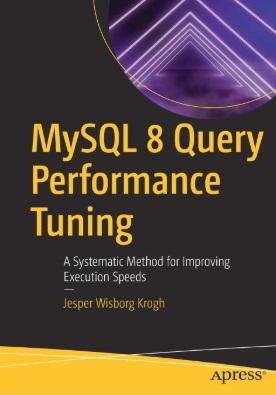 MySQL 8 Query
Performance
Tuning
A Systematic Method for Improving
Execution Speeds
—
Jesper Wisborg Krogh
Apress®